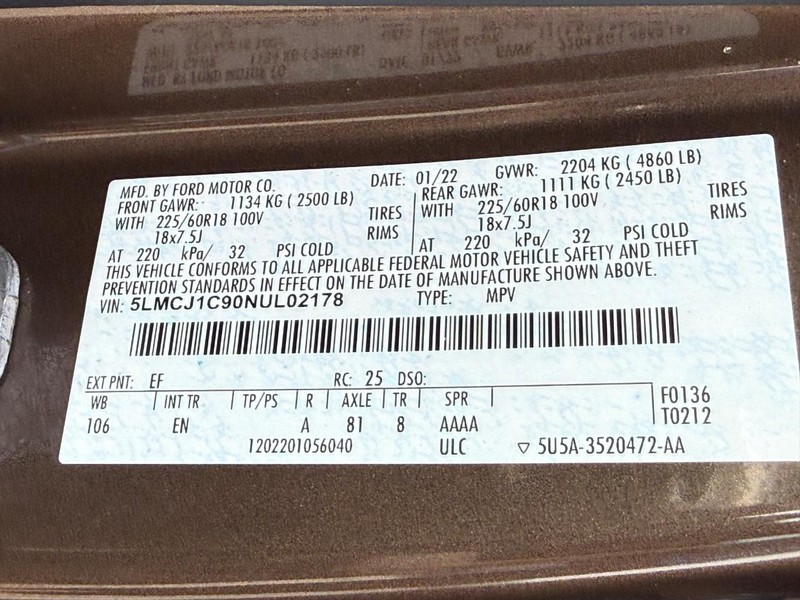 MFD. BY FORD MOTOR CO.
DATE: 01/22 GVWR: 2204 KG ( 4860 LB)
FRONT GAWR: 1134 KG ( 2500 LB)
REAR GAWR: 1111 KG ( 2450 LB)
WITH 225/60R18 100V TIRES
WITH 225/60R18 100V TIRES
18x7.5J RIMS
18x7.5J RIMS
AT 220 kPa/ 32 PSI COLD
AT 220 kPa/ 32 PSI COLD
THIS VEHICLE CONFORMS TO ALL APPLICABLE FEDERAL MOTOR VEHICLE SAFETY AND THEFT
PREVENTION STANDARDS IN EFFECT ON THE DATE OF MANUFACTURE SHOWN ABOVE.
VIN: 5LMCJ1C90NUL02178 TYPE: MPV
EXT PNT: EF RC: 25 DSO:
WB INT TR TP/PS R AXLE TR SPR F0136
106 EN A 81 8 AAAA T0212
1202201056040 ULC ▽ 5U5A-3520472-AA